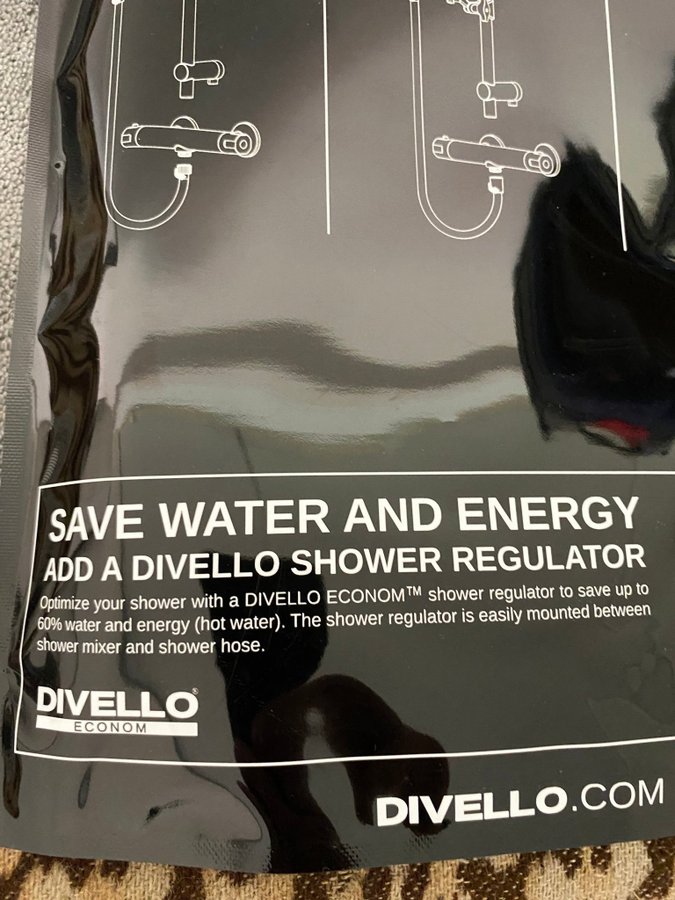 SAVE WATER AND ENERGY
ADD A DIVELLO SHOWER REGULATOR
Optimize your shower with a DIVELLO ECONOM™ shower regulator to save up to
60% water and energy (hot water). The shower regulator is easily mounted between
shower mixer and shower hose.
DIVELLO®
ECONOM
DIVELLO.COM